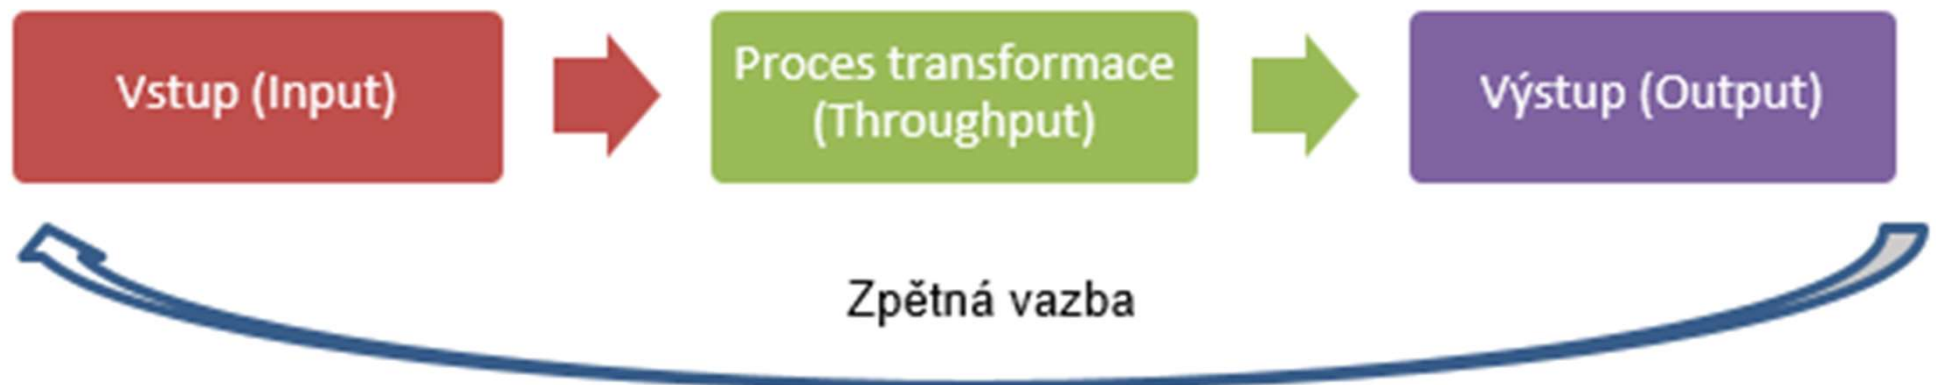 Vstup (Input)
Proces transformace
(Throughput)
Výstup (Output)
Zpětná vazba